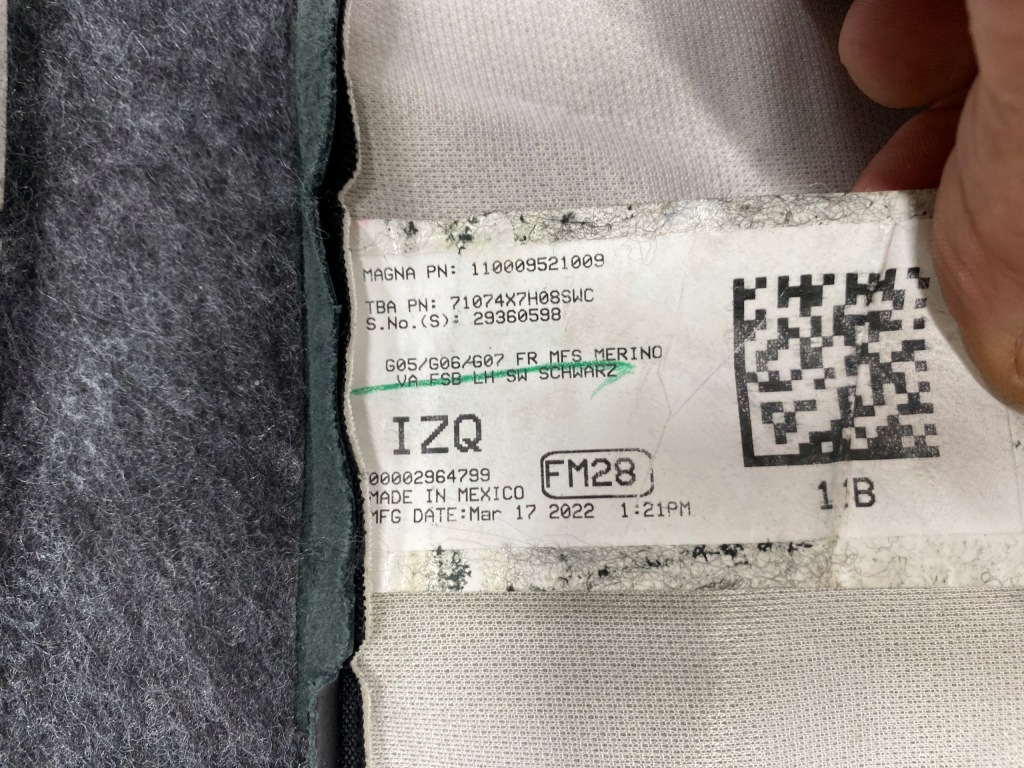 MAGNA PN: 110009521009
TBA PN: 71074X7H08SWC
S.No.(S): 29360598
G05/G06/G07 FR MFS MERINO
VA FSB LH SW SCHWARZ
IZQ
00002964799
FM28
MADE IN MEXICO
MFG DATE:Mar 17 2022 1:21PM